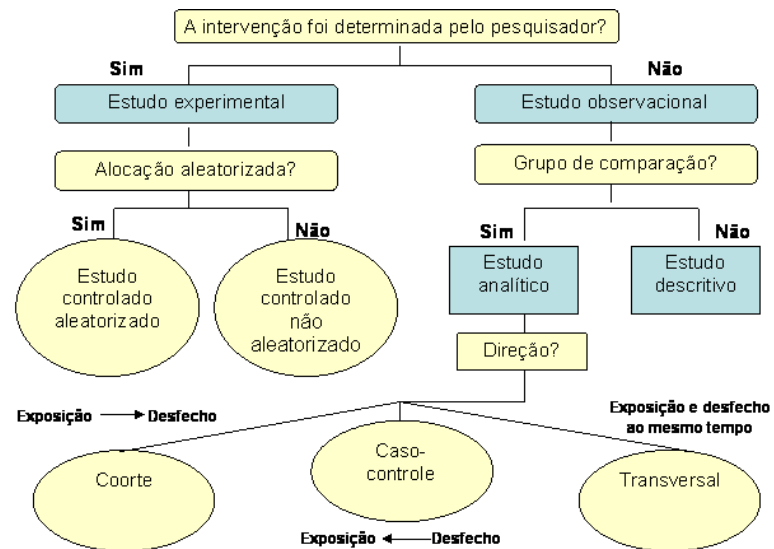 A intervenção foi determinada pelo pesquisador?
Sim
Não
Estudo experimental
Estudo observacional
Alocação aleatorizada?
Grupo de comparação?
Sim
Não
Sim
Não
Estudo
controlado
aleatorizado
Estudo
controlado
não
aleatorizado
Estudo
analítico
Estudo
descritivo
Direção?
Exposição
Desfecho
Exposição e desfecho
ao mesmo tempo
Coorte
Caso-
controle
Transversal
Exposição
Desfecho